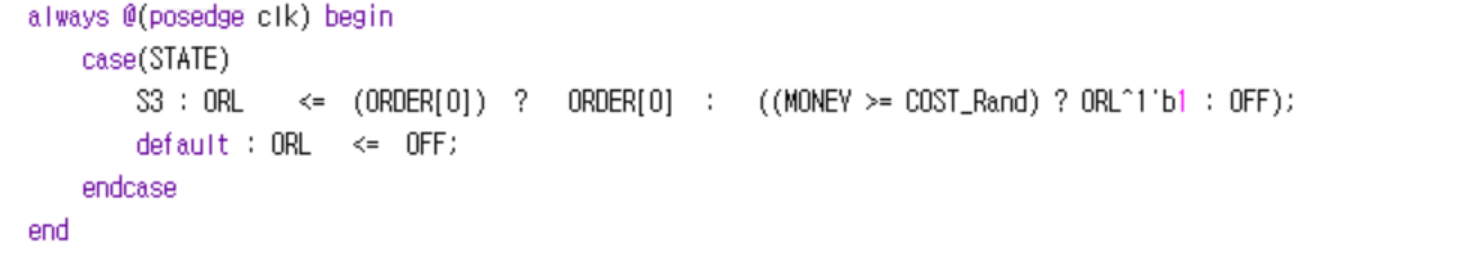 always @(posedge clk) begin
case(STATE)
S3 : ORL <= (ORDER[0]) ? ORDER[0] : ((MONEY >= COST_Rand) ? ORL^1'b1 : OFF);
default : ORL <= OFF;
endcase
end